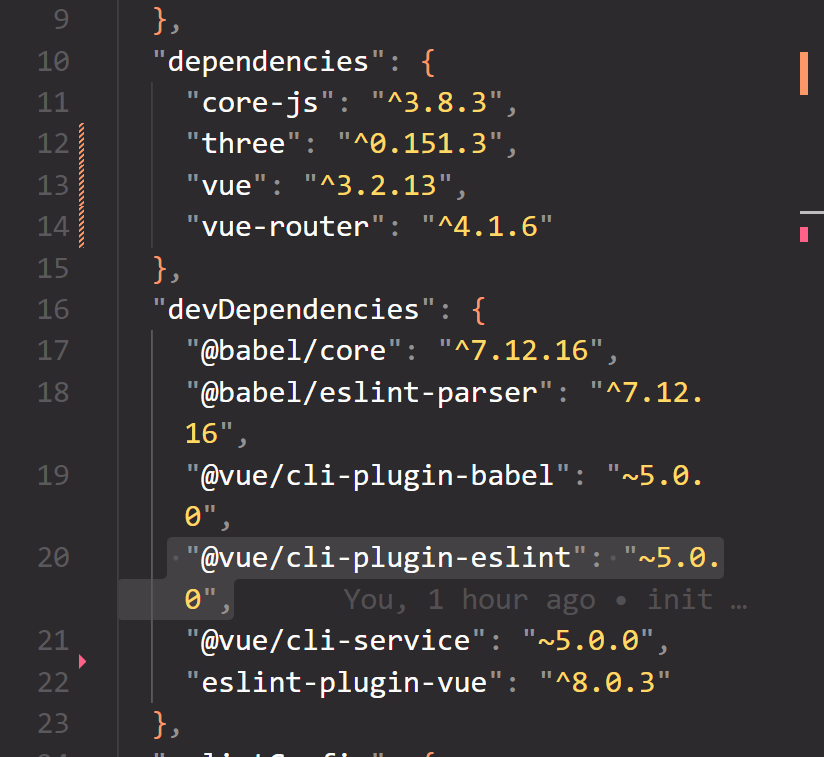 9 },
10 "dependencies": {
11 "core-js": "^3.8.3",
12 "three": "^0.151.3",
13 "vue": "^3.2.13",
14 "vue-router": "^4.1.6"
15 },
16 "devDependencies": {
17 "@babel/core": "^7.12.16",
18 "@babel/eslint-parser": "^7.12.
16",
19 "@vue/cli-plugin-babel": "~5.0.
0",
20 "@vue/cli-plugin-eslint": "~5.0.
0", You, 1 hour ago • init …
21 "@vue/cli-service": "~5.0.0",
22 "eslint-plugin-vue": "^8.0.3"
23 },